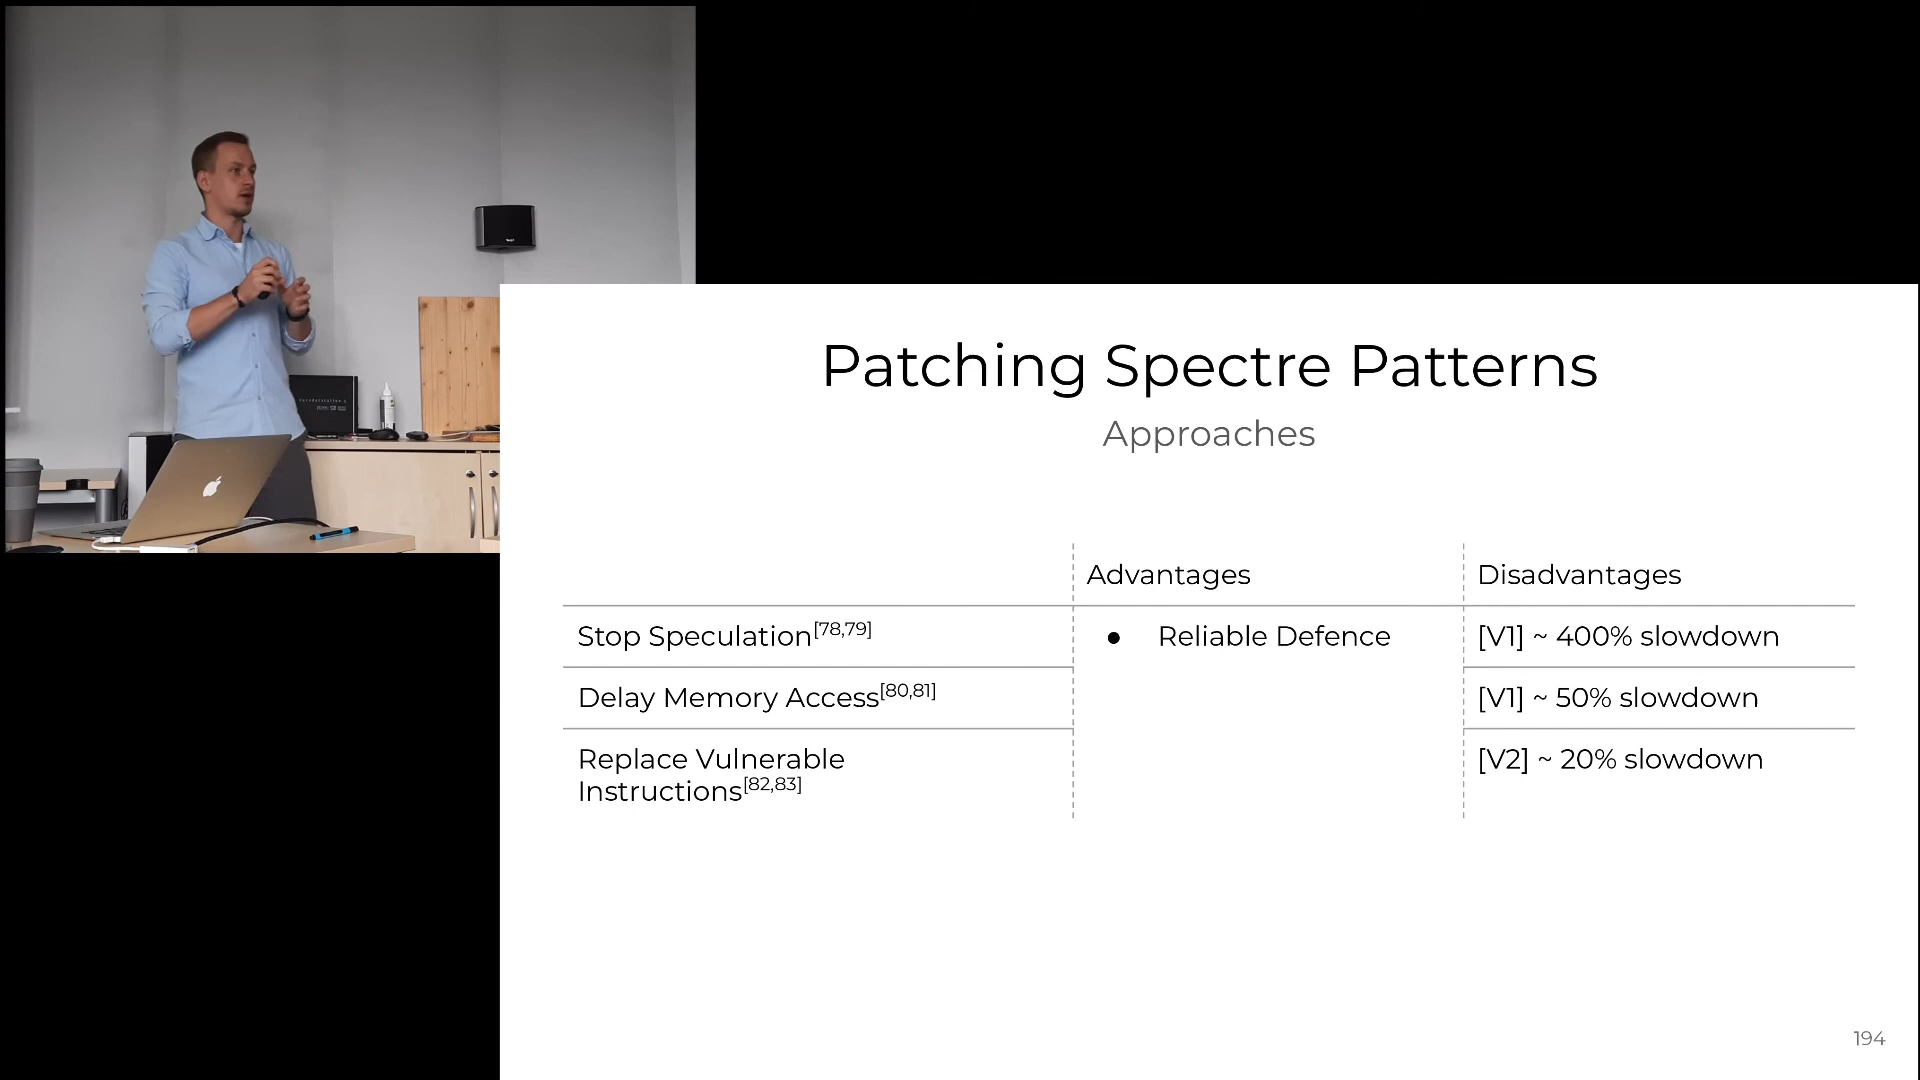 Patching Spectre Patterns
Approaches
Advantages
Disadvantages
Stop Speculation[78,79]
● Reliable Defence
[V1] ~ 400% slowdown
Delay Memory Access[80,81]
[V1] ~ 50% slowdown
Replace Vulnerable
Instructions[82,83]
[V2] ~ 20% slowdown
194